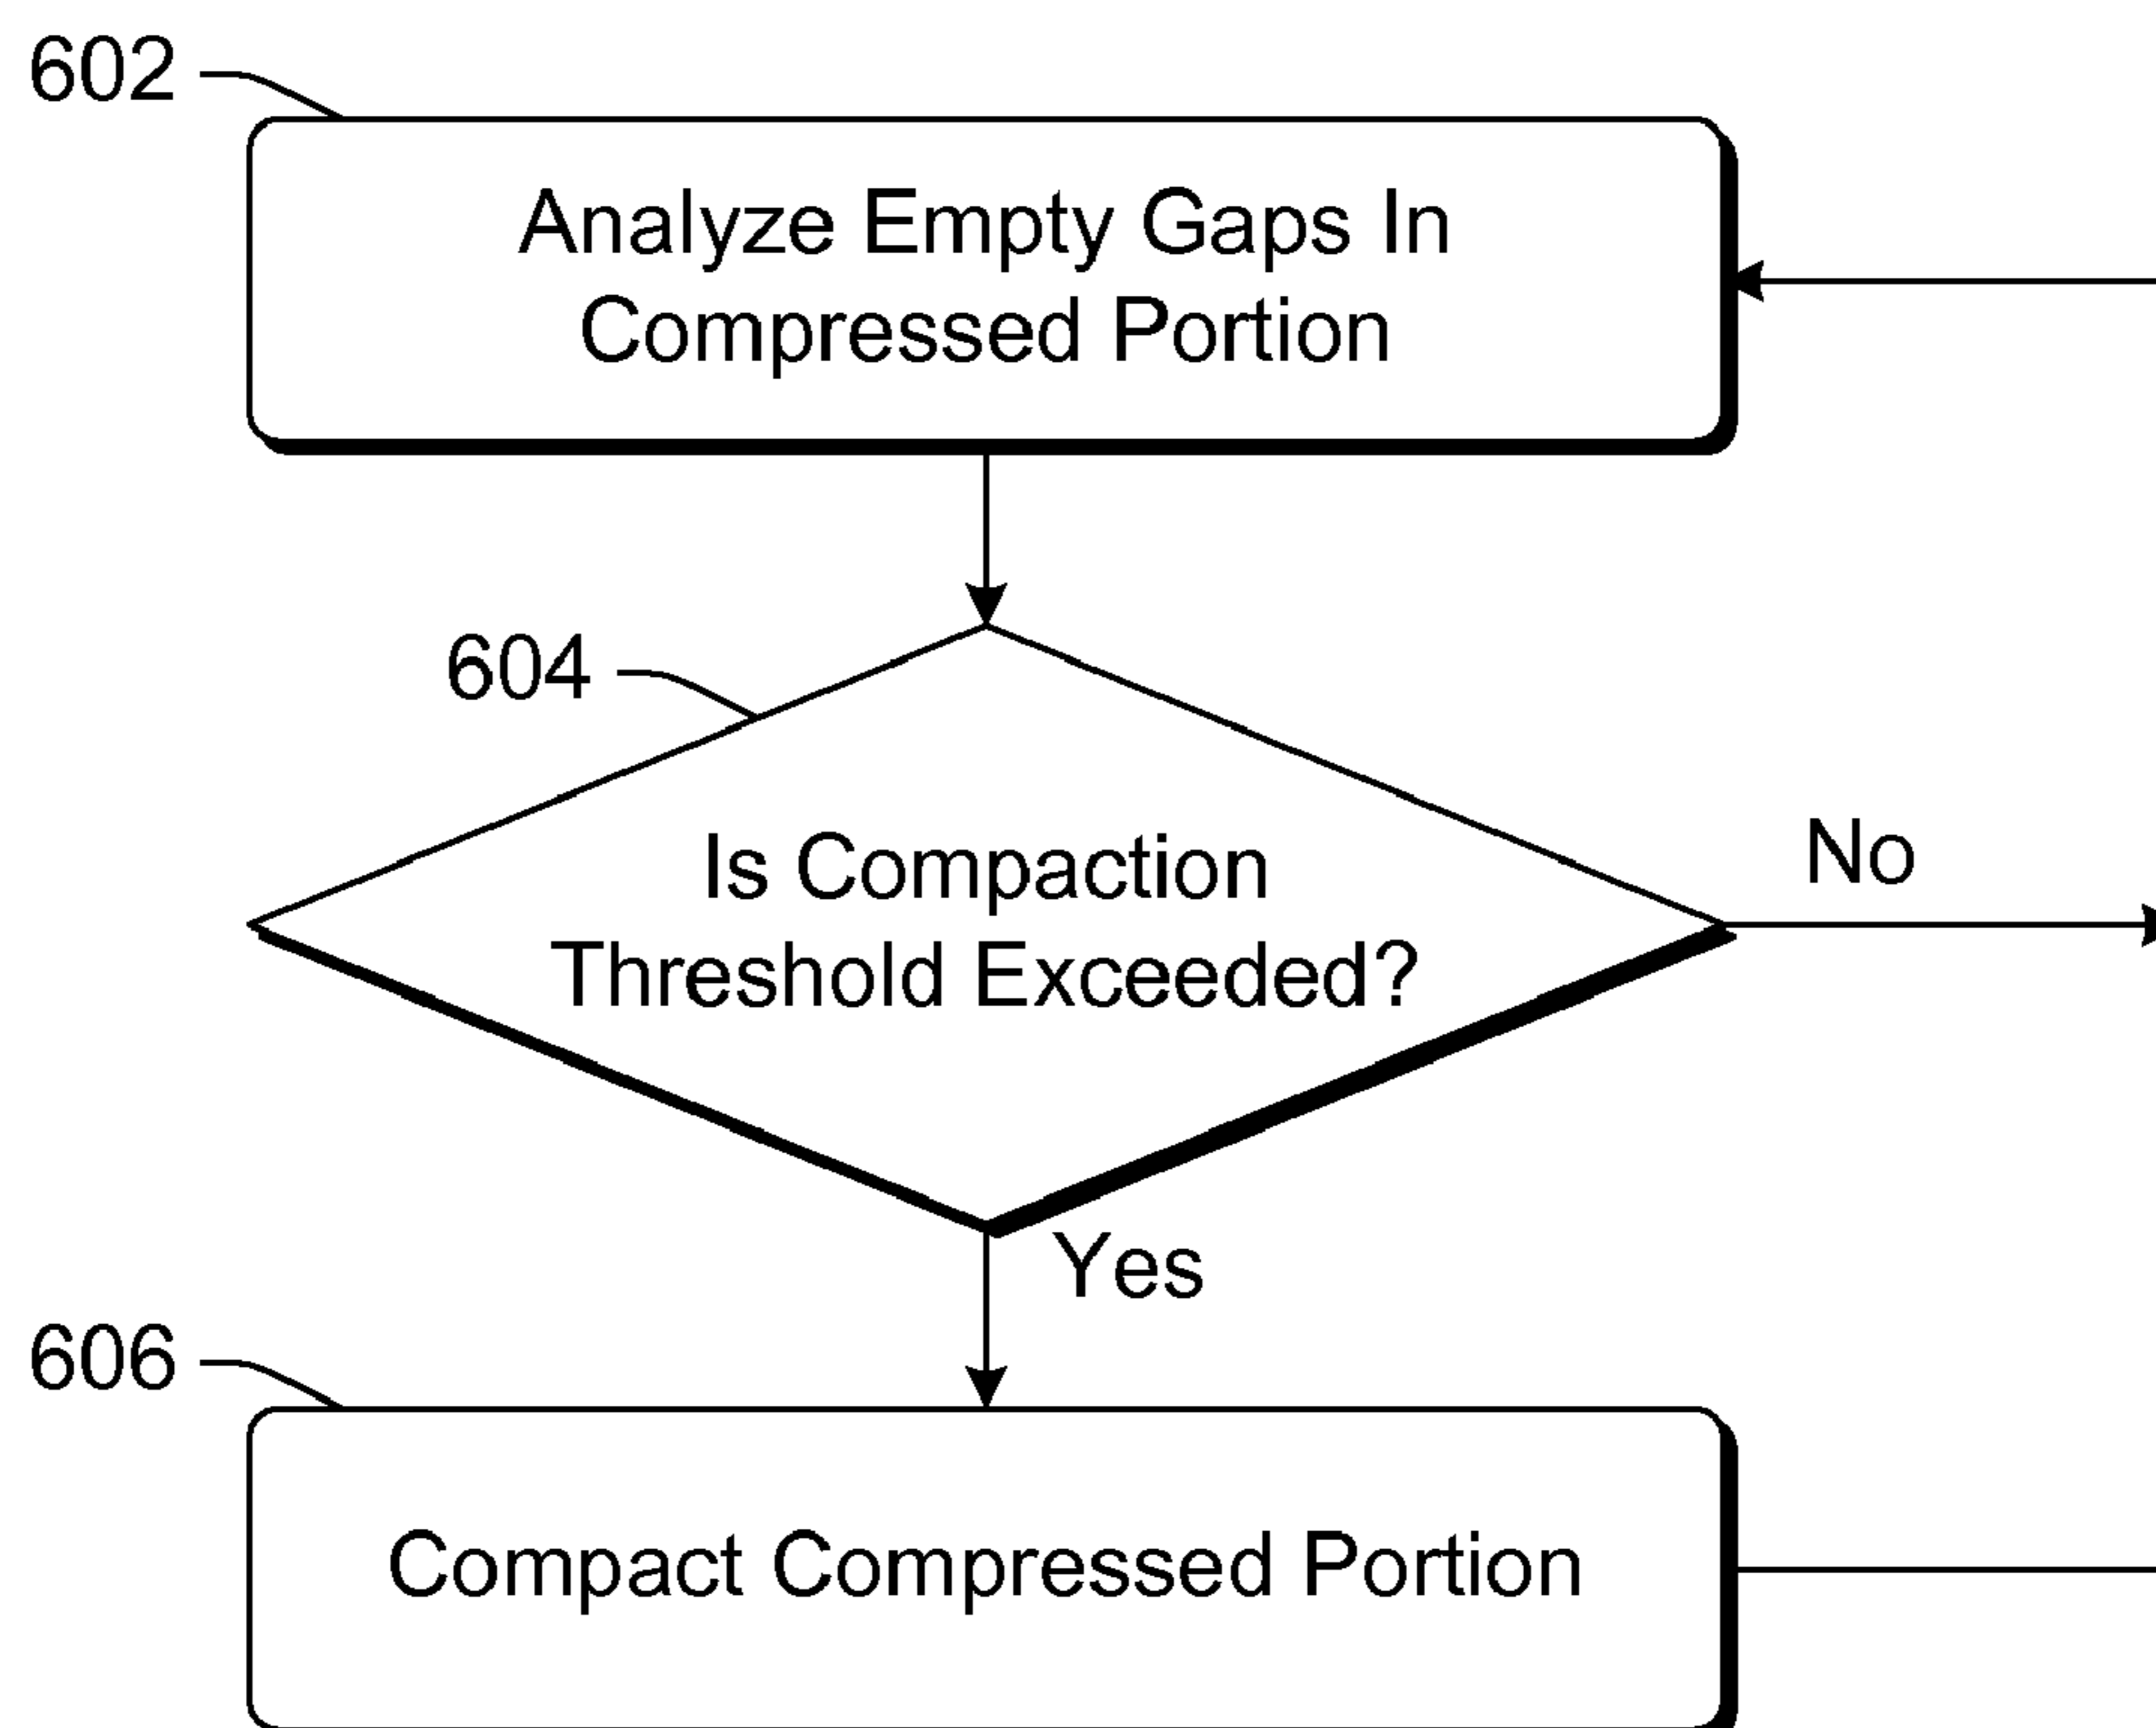 602
Analyze Empty Gaps In
Compressed Portion
604
Is Compaction
Threshold Exceeded?
No
Yes
606
Compact Compressed Portion